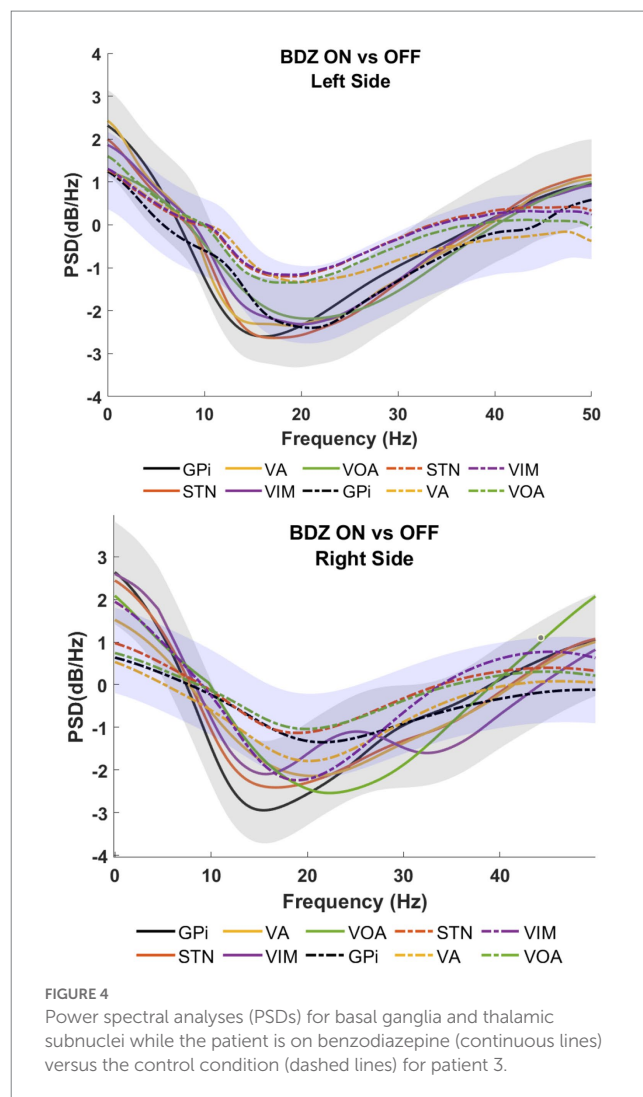 BDZ ON vs OFF
Left Side
4
3
2
1
0
-1
-2
-3
-4
PSD(dB/Hz)
0 10 20 30 40 50
Frequency (Hz)
GPi VA VOA STN VIM
STN VIM GPi VA VOA
BDZ ON vs OFF
Right Side
3
2
1
0
-1
-2
-3
-4
PSD(dB/Hz)
0 10 20 30 40
Frequency (Hz)
GPi VA VOA STN VIM
STN VIM GPi VA VOA
FIGURE 4
Power spectral analyses (PSDs) for basal ganglia and thalamic
subnuclei while the patient is on benzodiazepine (continuous lines)
versus the control condition (dashed lines) for patient 3.